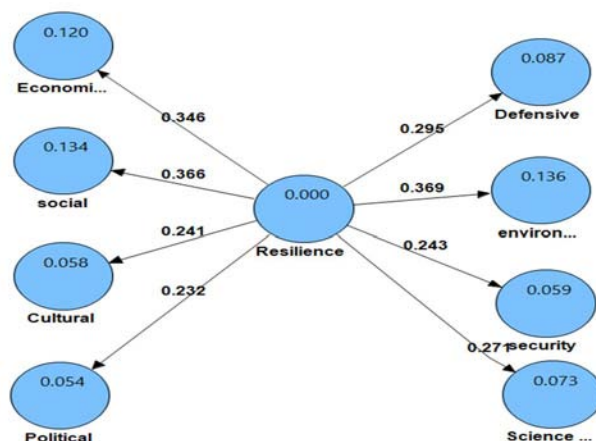 0.120
Economi...
0.346
0.134
social
0.366
0.058
Cultural
0.241
0.054
Political
0.232
0.000
Resilience
0.087
Defensive
0.295
0.136
environ...
0.369
0.059
security
0.243
0.073
Science ...
0.271